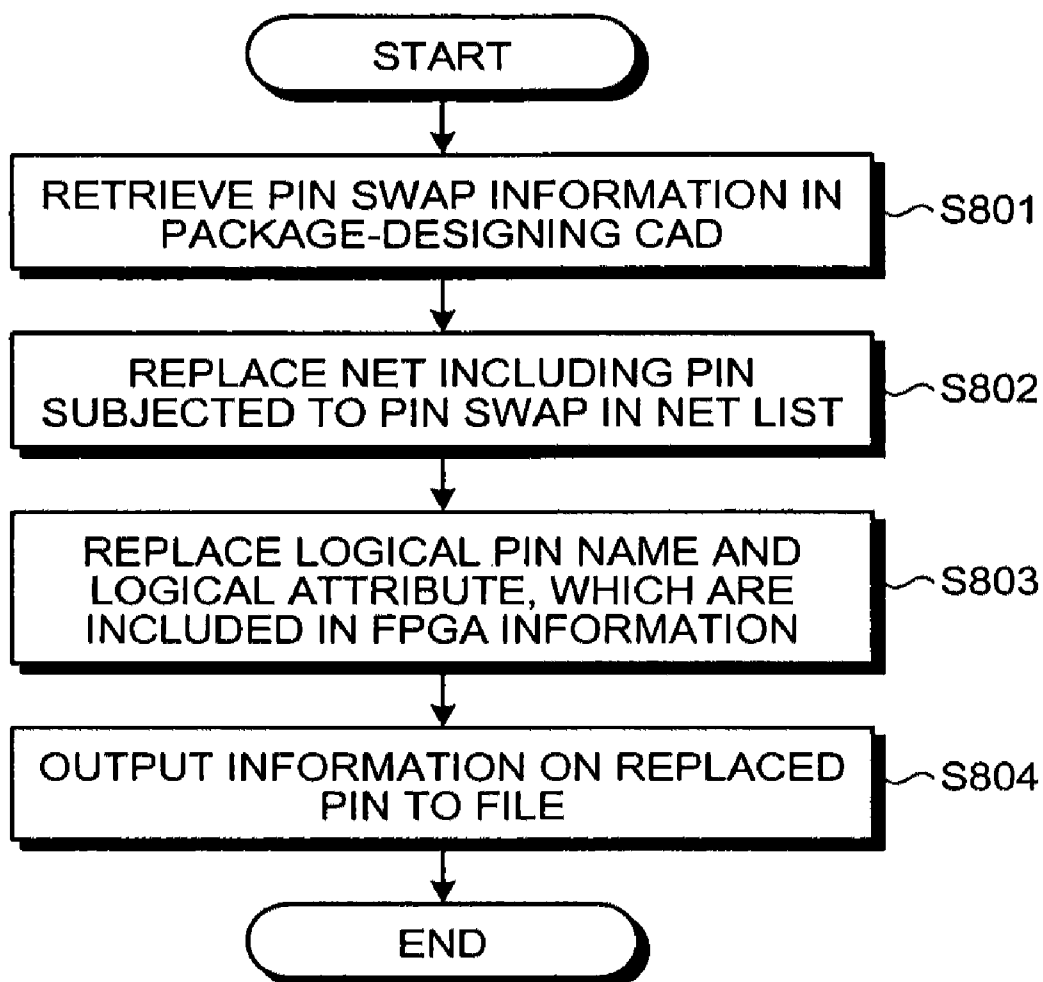 START
RETRIEVE PIN SWAP INFORMATION IN
PACKAGE-DESIGNING CAD
S801
REPLACE NET INCLUDING PIN
SUBJECTED TO PIN SWAP IN NET LIST
S802
REPLACE LOGICAL PIN NAME AND
LOGICAL ATTRIBUTE, WHICH ARE
INCLUDED IN FPGA INFORMATION
S803
OUTPUT INFORMATION ON REPLACED
PIN TO FILE
S804
END